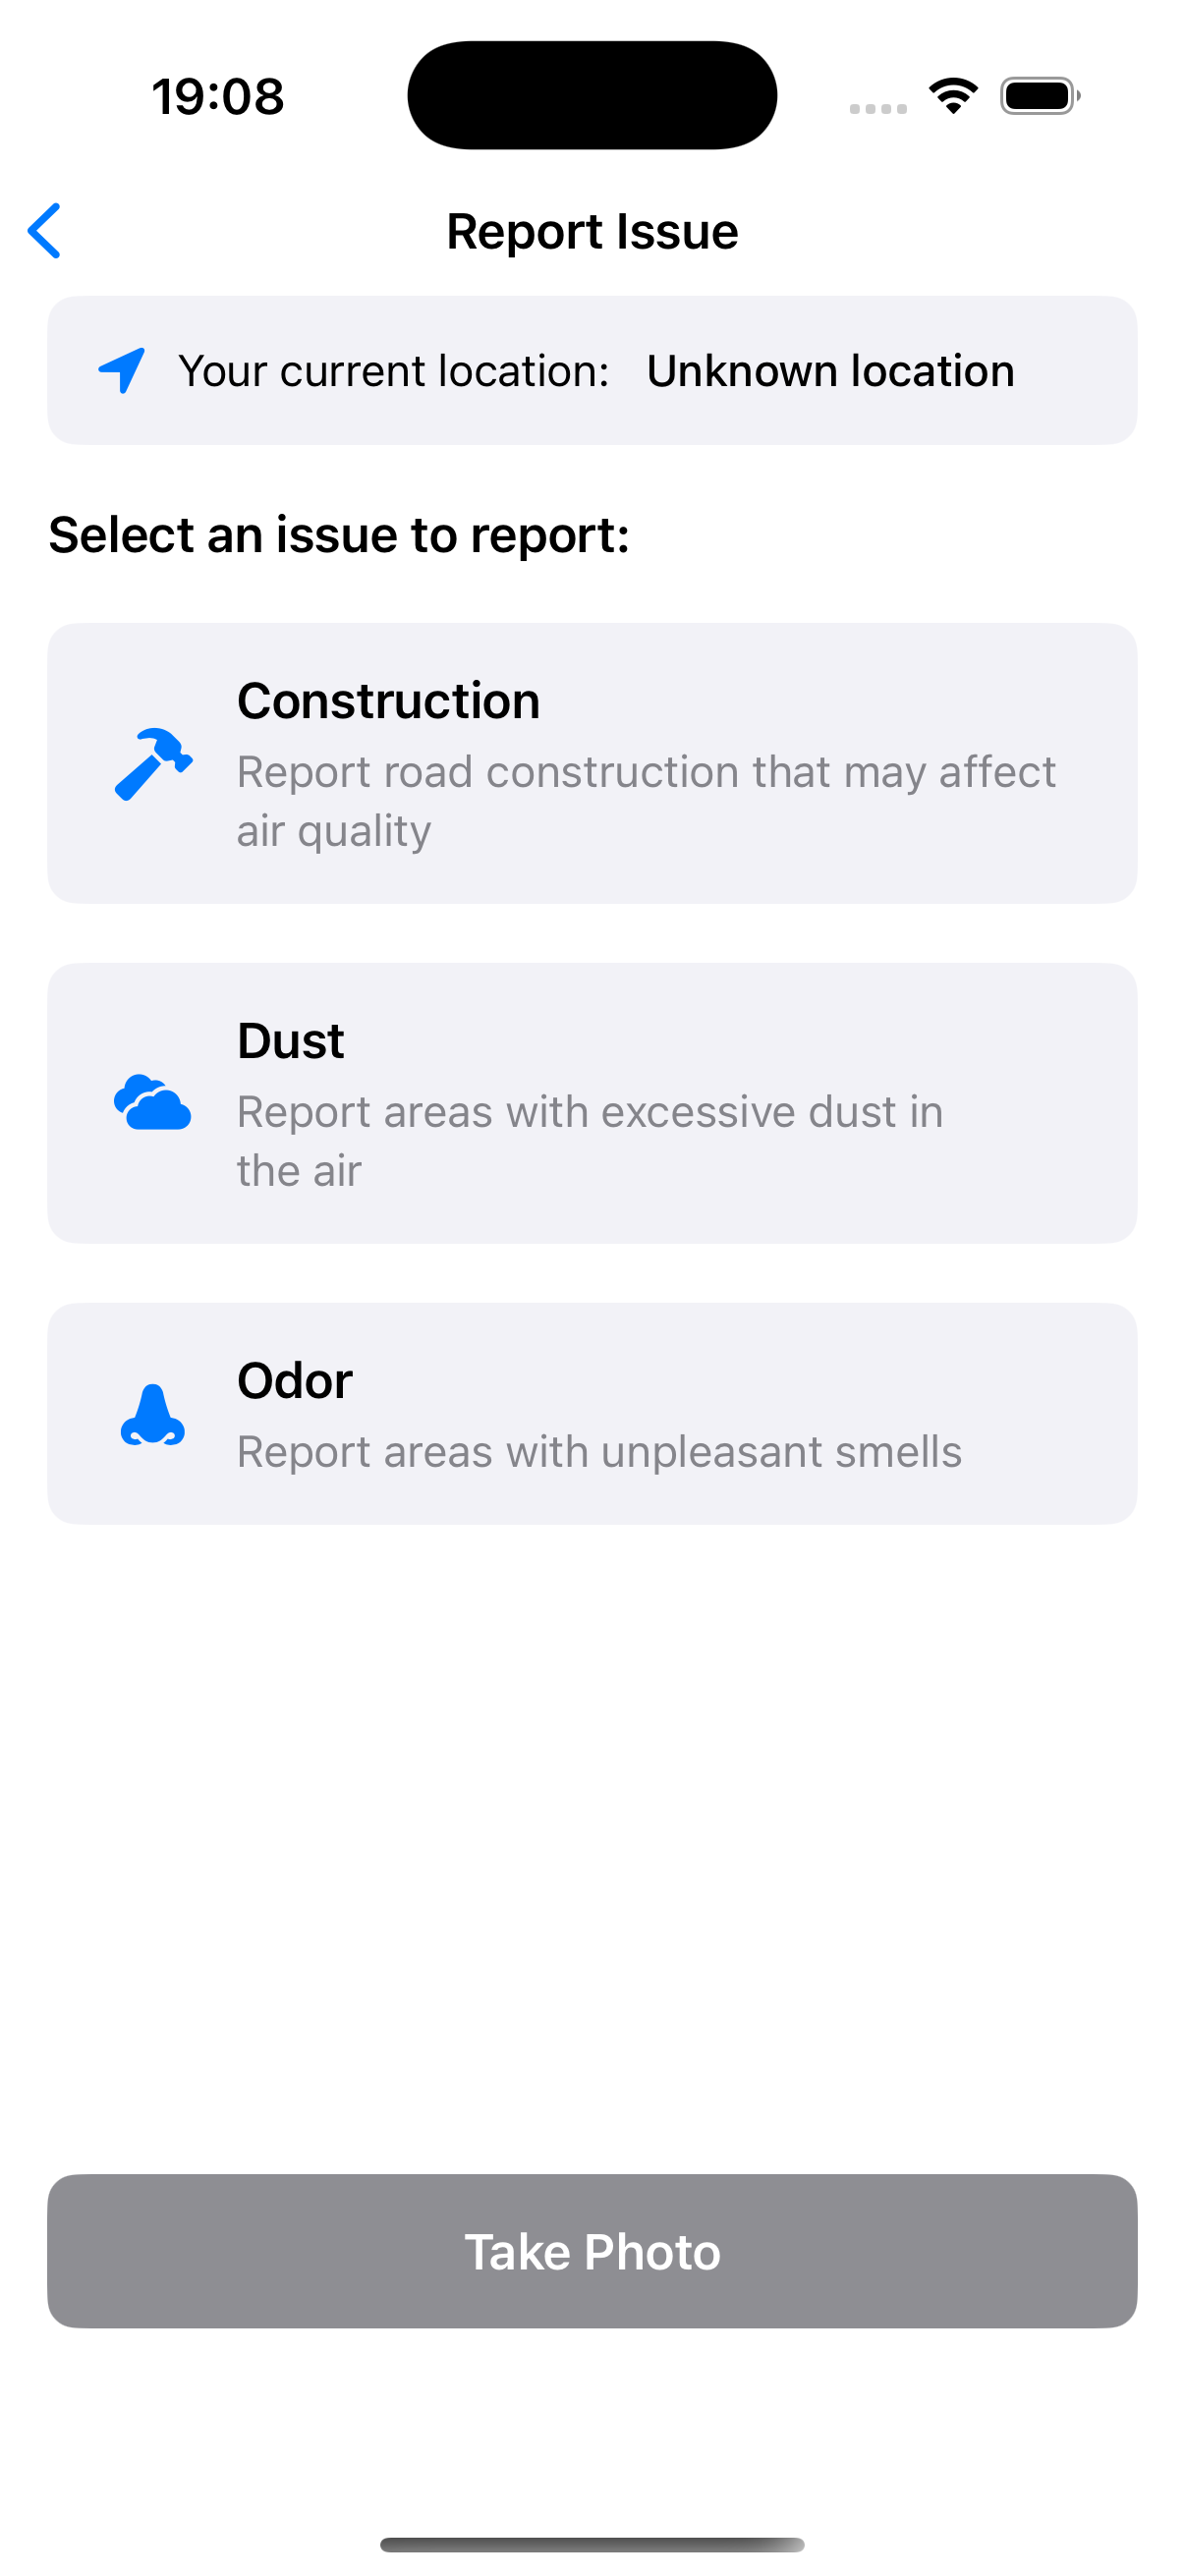 19:08
Report Issue
Your current location: Unknown location
Select an issue to report:
Construction
Report road construction that may affect
air quality
Dust
Report areas with excessive dust in
the air
Odor
Report areas with unpleasant smells
Take Photo